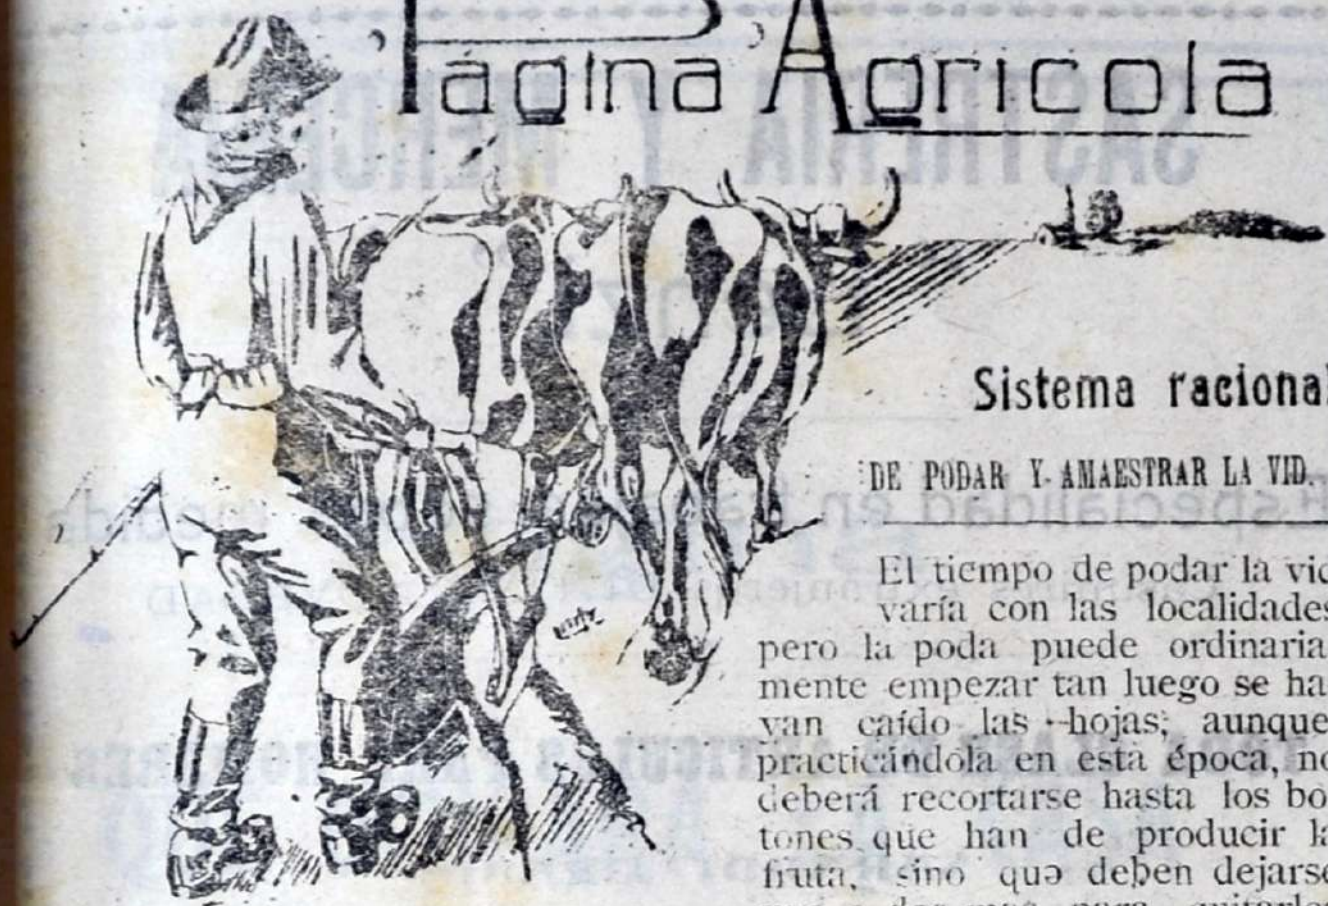 Página Agricola
Sistema racional
DE PODAR Y AMAESTRAR LA VID.
El tiempo de podar la vid
varía con las localidades
pero la poda puede ordinaria
mente empezar tan luego se ha
yan caído las hojas; aunque
practicándola en esta época, no
deberá recortarse hasta los bo
tones que han de producir la
fruta, sino que deben dejarse